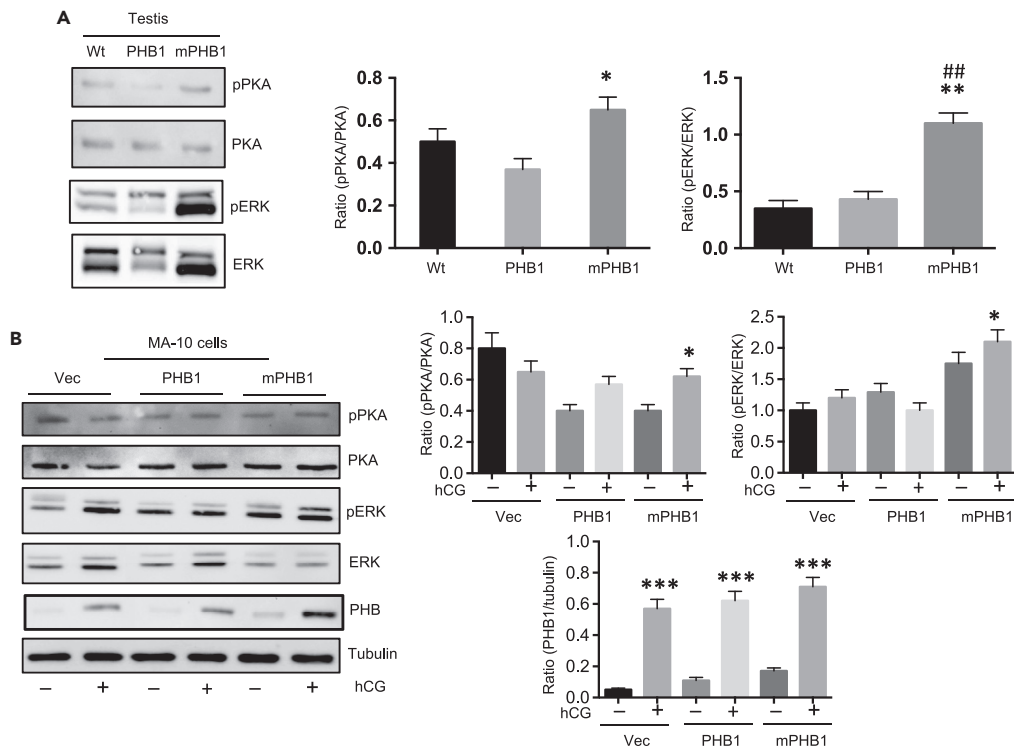 A
Testis
Wt PHB1 mPHB1
pPKA
PKA
pERK
ERK
Ratio (pPKA/PKA)
0.8
0.6
0.4
0.2
0.0
*
Wt PHB1 mPHB1
Ratio (pERK/ERK)
1.5
1.0
0.5
0.0
##
**
Wt PHB1 mPHB1
B
MA-10 cells
Vec PHB1 mPHB1
pPKA
PKA
pERK
ERK
PHB
Tubulin
– + – + – + hCG
Ratio (pPKA/PKA)
1.0
0.8
0.6
0.4
0.2
0.0
*
hCG – + – + – +
Vec PHB1 mPHB1
Ratio (pERK/ERK)
2.5
2.0
1.5
1.0
0.5
0.0
*
hCG – + – + – +
Vec PHB1 mPHB1
Ratio (PHB1/tubulin)
1.0
0.8
0.6
0.4
0.2
0.0
*** *** ***
hCG – + – + – +
Vec PHB1 mPHB1